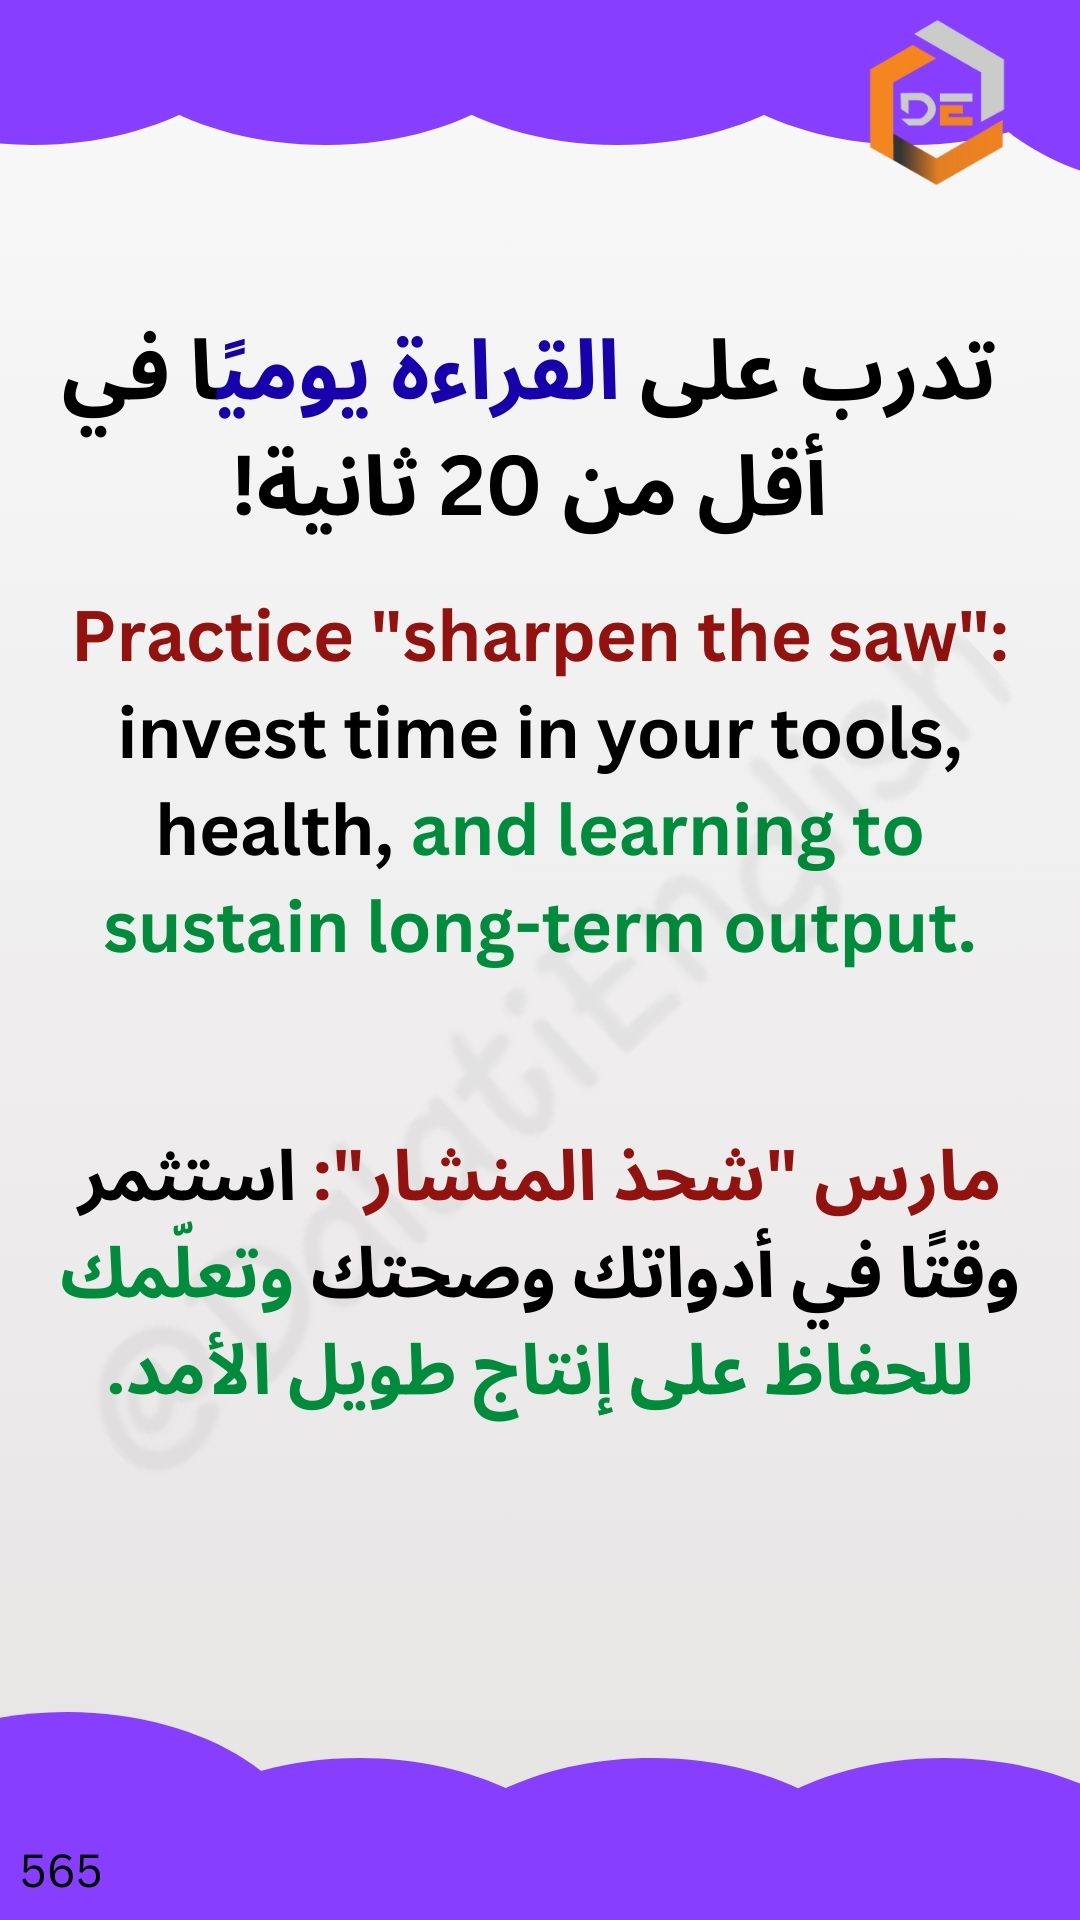 DE
تدرب على القراءة يوميًا في
أقل من 20 ثانية!
Practice "sharpen the saw":
invest time in your tools,
health, and learning to
sustain long-term output.
@DalatiEnglish
مارس "شحذ المنشار": استثمر
وقتًا في أدواتك وصحتك وتعلّمك
للحفاظ على إنتاج طويل الأمد.
565